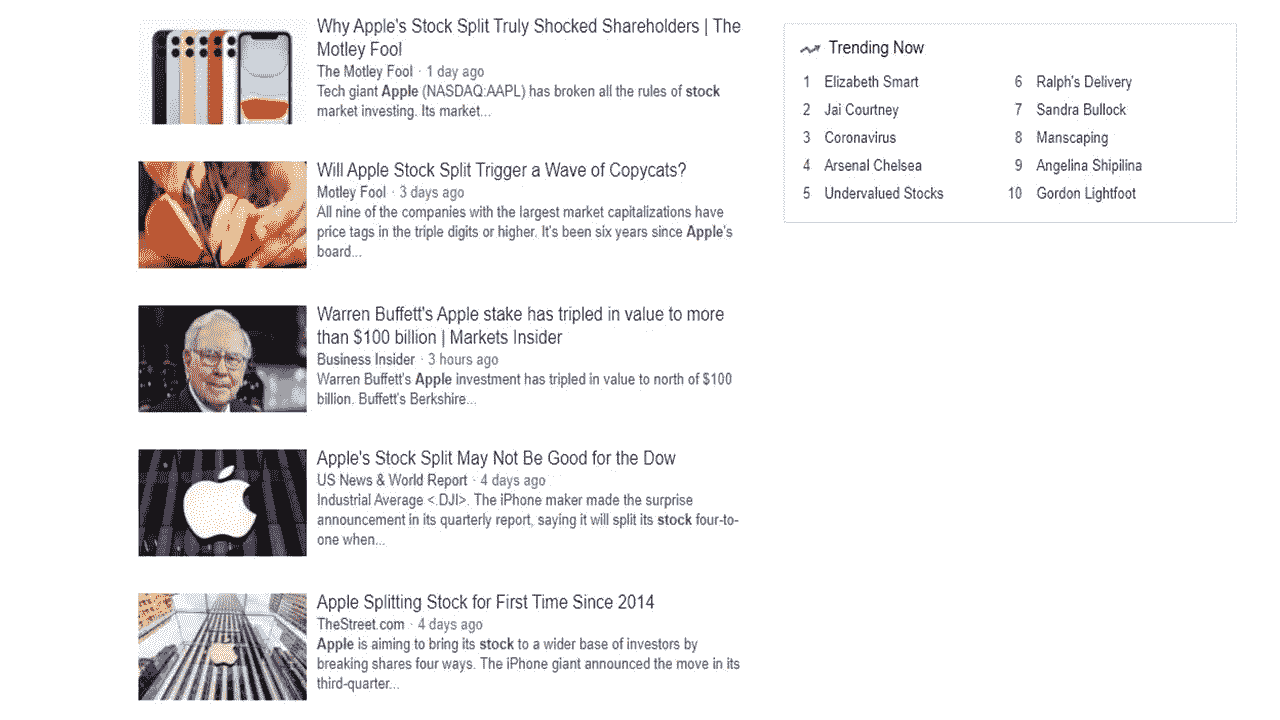 Why Apple's Stock Split Truly Shocked Shareholders | The
Motley Fool
The Motley Fool · 1 day ago
Tech giant Apple (NASDAQ:AAPL) has broken all the rules of stock
market investing. Its market...
Will Apple Stock Split Trigger a Wave of Copycats?
Motley Fool · 3 days ago
All nine of the companies with the largest market capitalizations have
price tags in the triple digits or higher. It's been six years since Apple's
board...
Warren Buffett's Apple stake has tripled in value to more
than $100 billion | Markets Insider
Business Insider · 3 hours ago
Warren Buffett's Apple investment has tripled in value to north of $100
billion. Buffett's Berkshire...
Apple's Stock Split May Not Be Good for the Dow
US News & World Report · 4 days ago
Industrial Average <.DJI>. The iPhone maker made the surprise
announcement in its quarterly report, saying it will split its stock four-to-
one when...
Apple Splitting Stock for First Time Since 2014
TheStreet.com · 4 days ago
Apple is aiming to bring its stock to a wider base of investors by
breaking shares four ways. The iPhone giant announced the move in its
third-quarter...
Trending Now
1 Elizabeth Smart
2 Jai Courtney
3 Coronavirus
4 Arsenal Chelsea
5 Undervalued Stocks
6 Ralph's Delivery
7 Sandra Bullock
8 Manscaping
9 Angelina Shipilina
10 Gordon Lightfoot